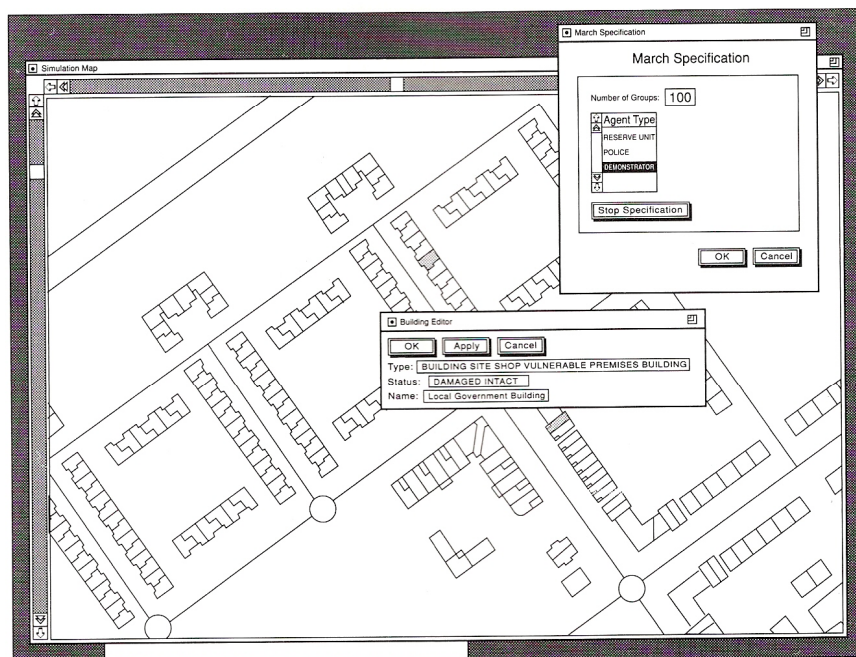 March Specification
March Specification
Simulation Map
Number of Groups: 100
Agent Type
RESERVE UNIT
POLICE
DEMONSTRATOR
Stop Specification
OK Cancel
Building Editor
OK Apply Cancel
Type: BUILDING SITE SHOP VULNERABLE PREMISES BUILDING
Status: DAMAGED INTACT
Name: Local Government Building